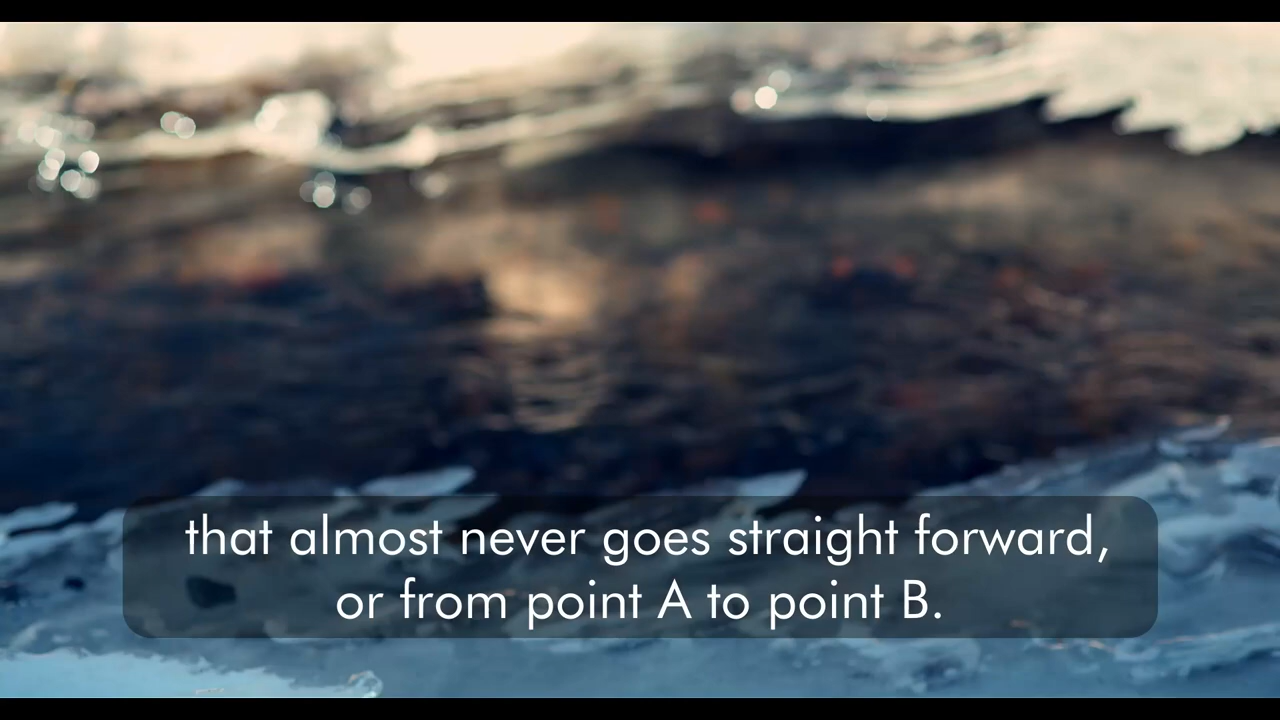 that almost never goes straight forward,
or from point A to point B.